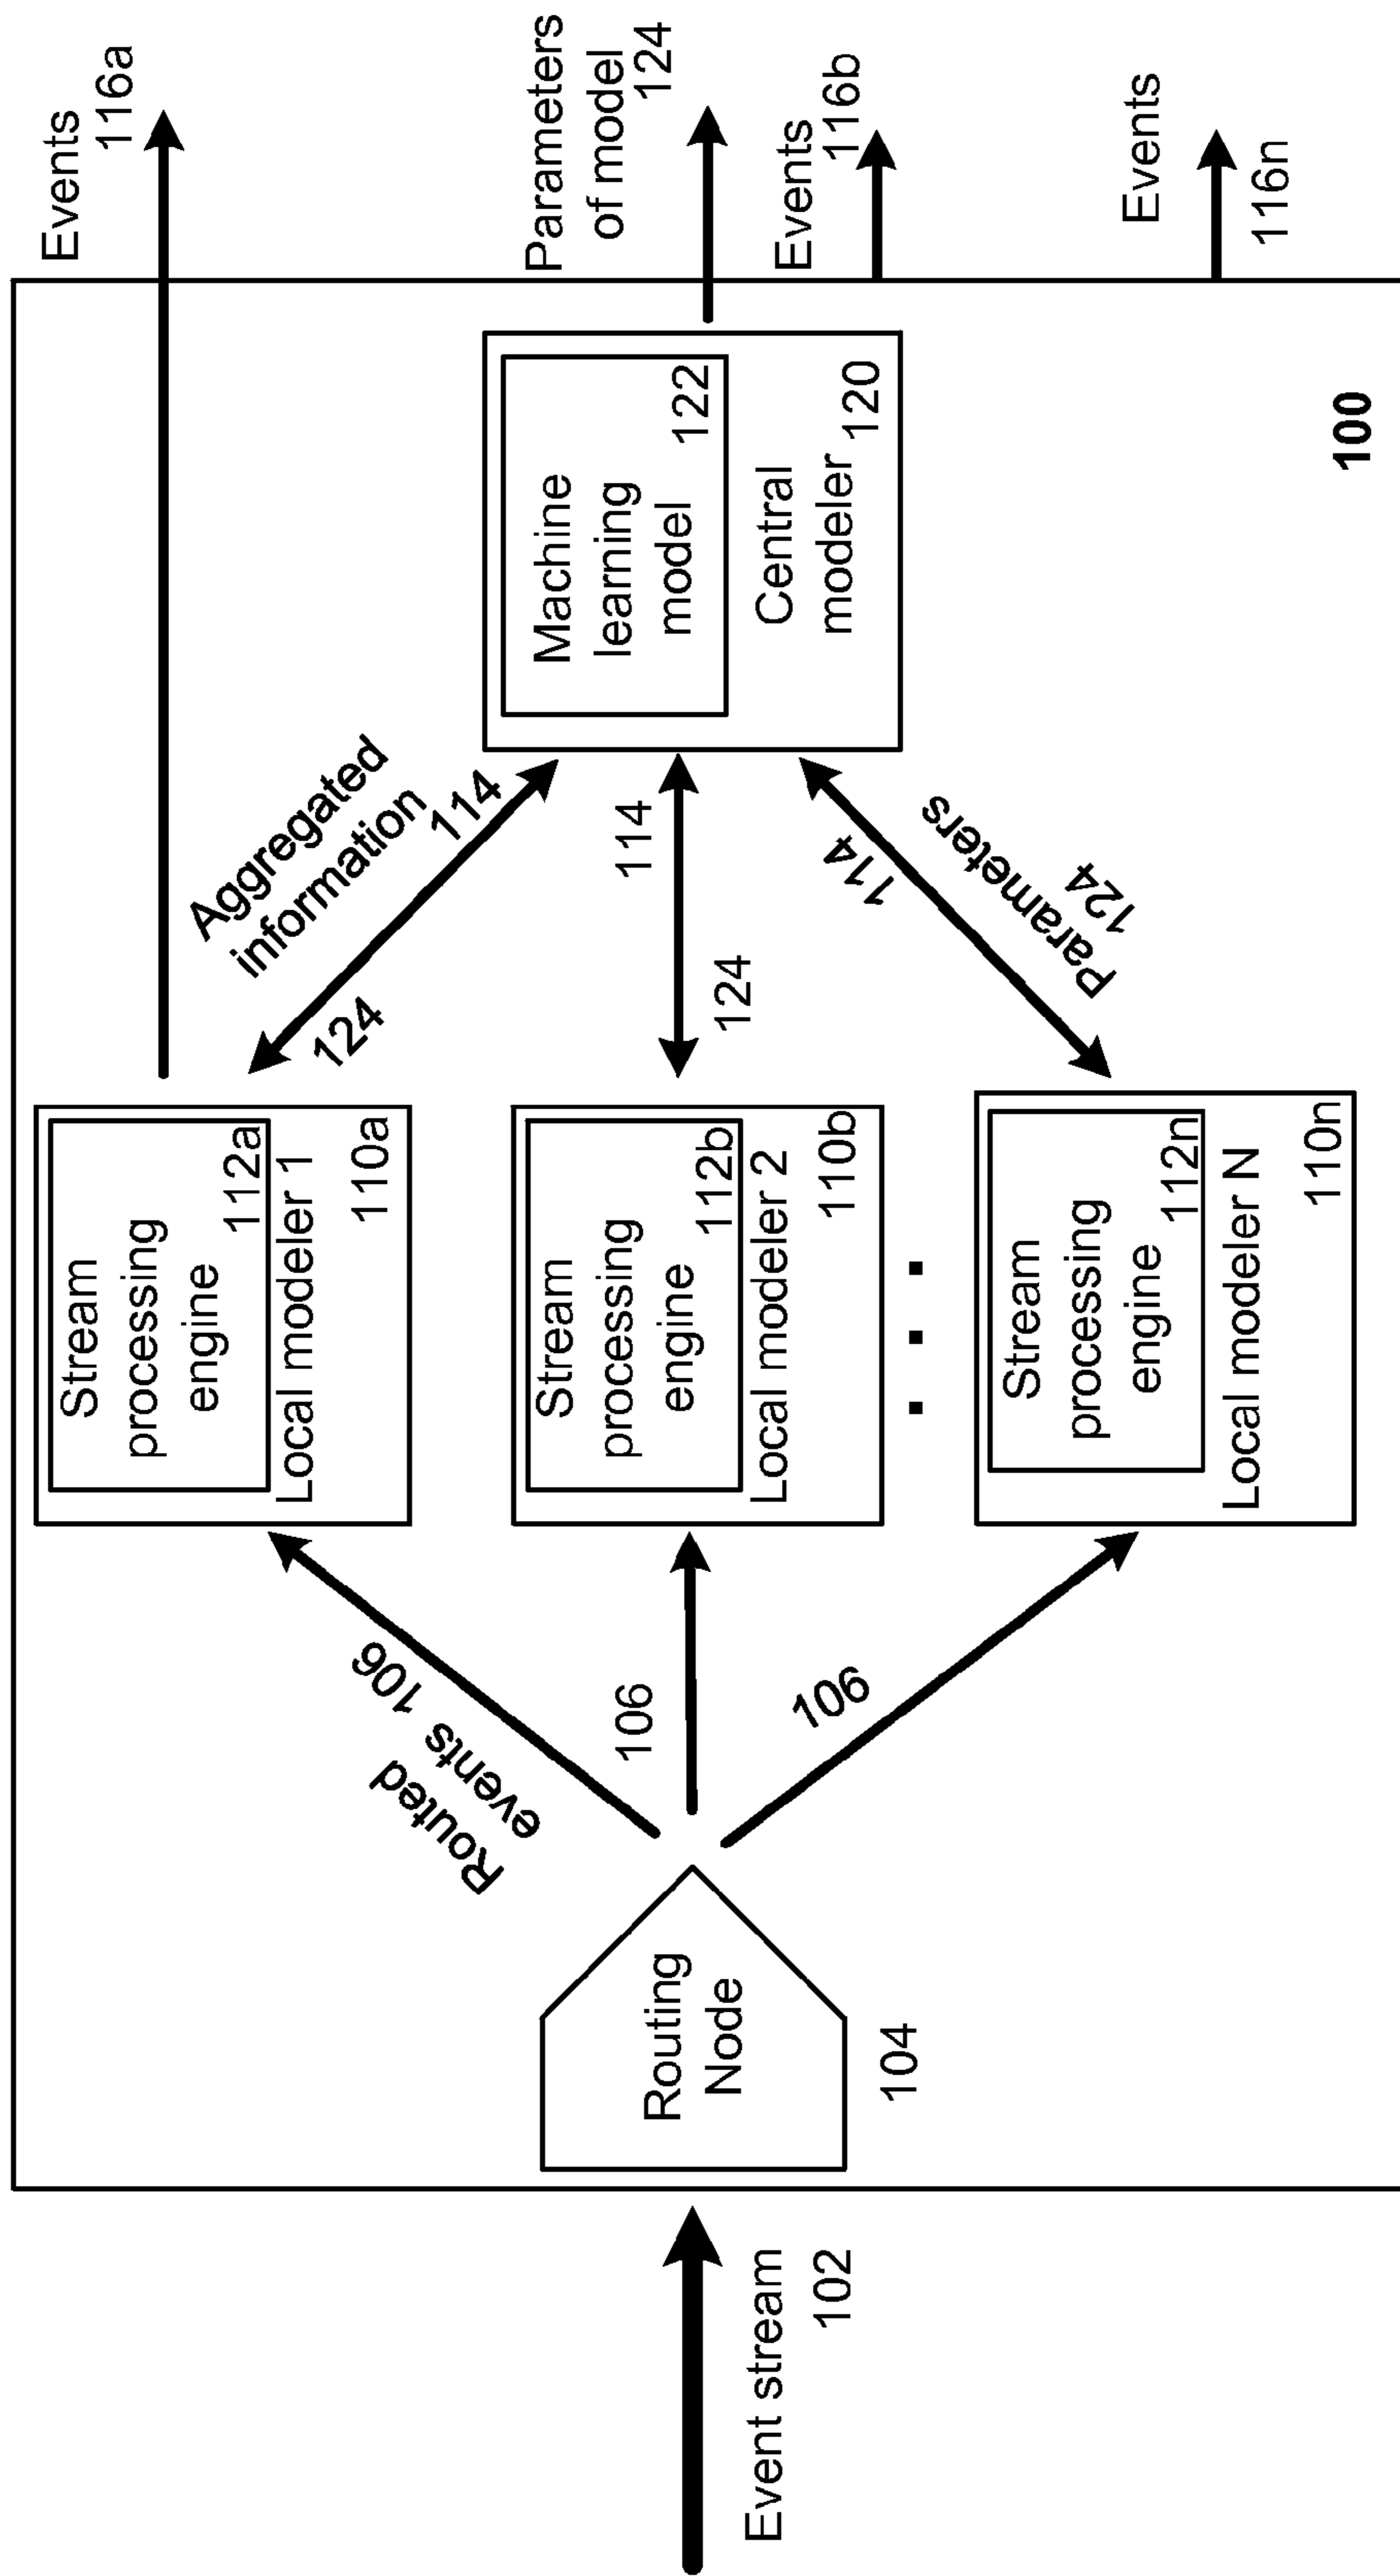 Event stream
102
Routing
Node
104
Routed
events 106
106
106
Stream
processing
engine
112a
Local modeler 1
110a
Stream
processing
engine
112b
Local modeler 2
110b
. . .
Stream
processing
engine
112n
Local modeler N
110n
Aggregated
information
114
124
114
124
114
Parameters
124
Machine
learning
model
122
Central
modeler
120
Events
116a
Parameters
of model
124
Events
116b
Events
116n
100